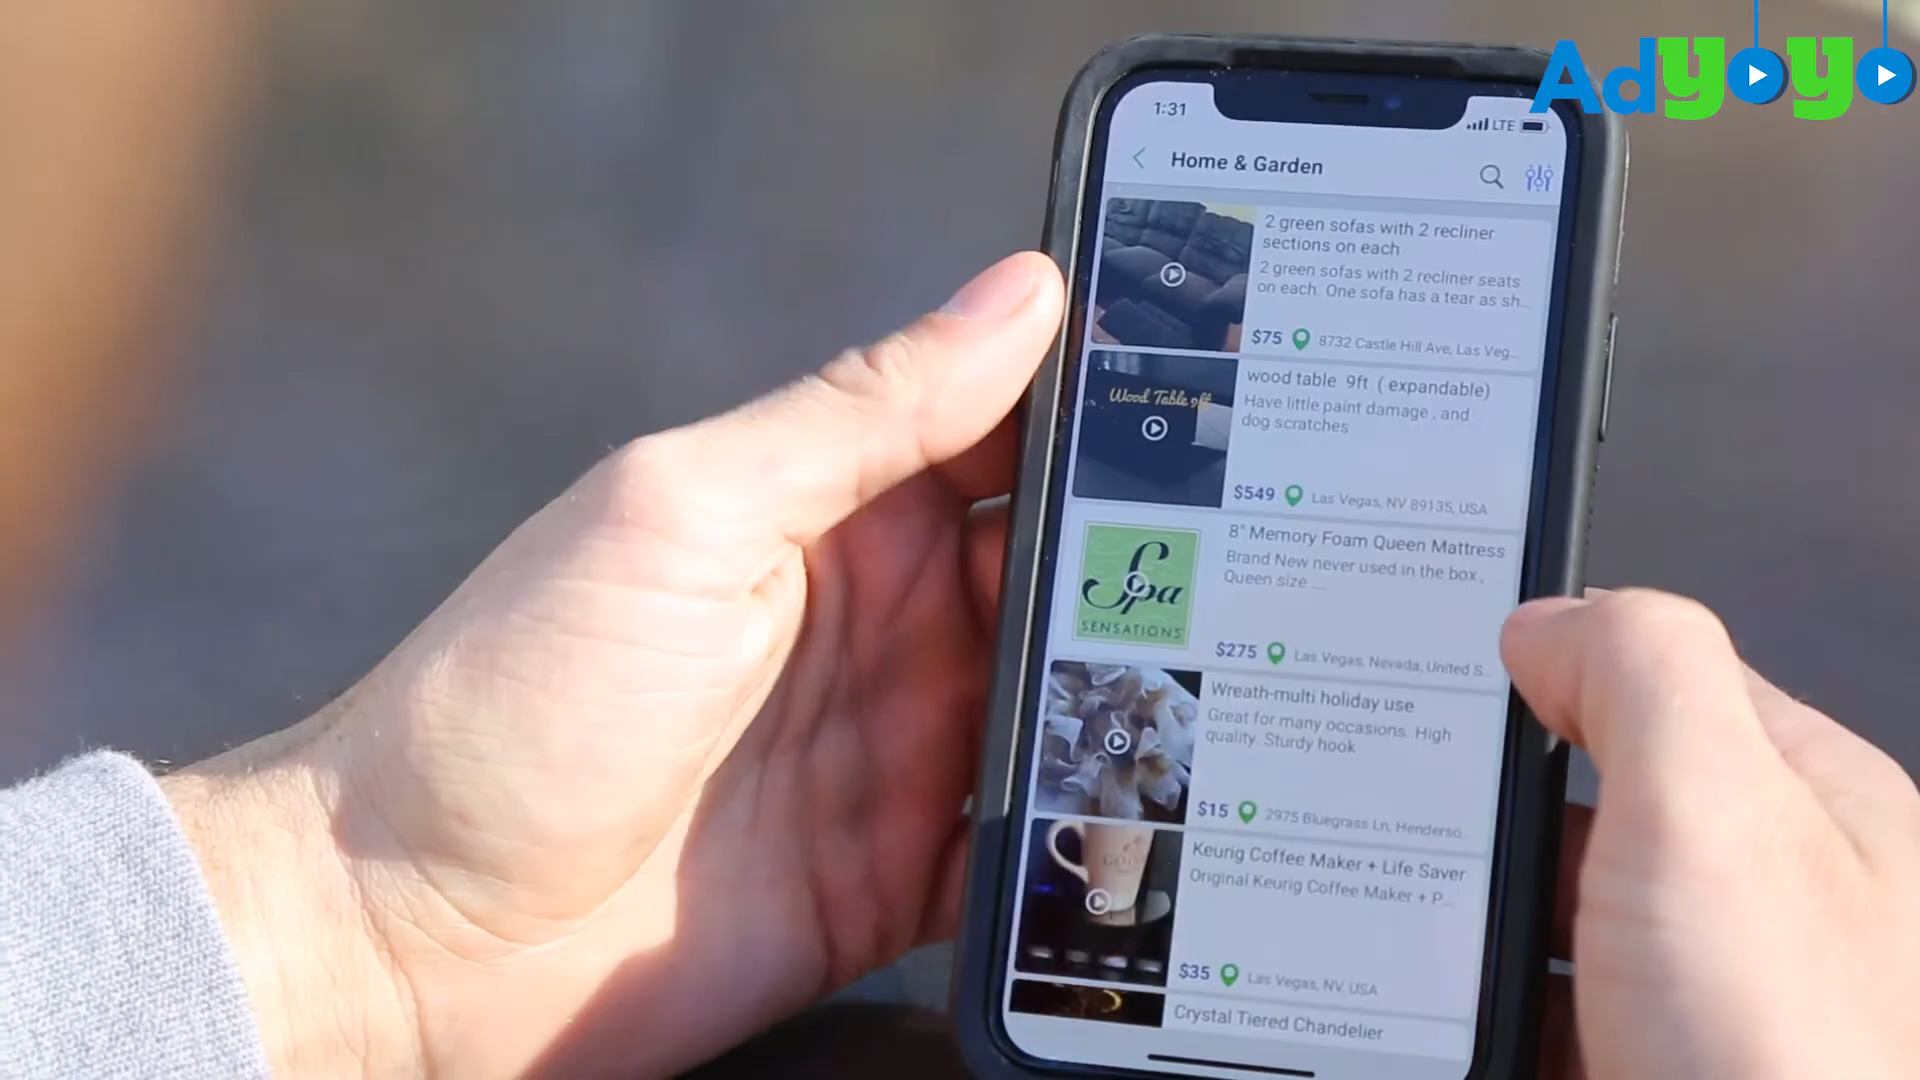 Adyoyo
1:31
LTE
Home & Garden
2 green sofas with 2 recliner
sections on each
2 green sofas with 2 recliner seats
on each. One sofa has a tear as sh...
$75
8732 Castle Hill Ave, Las Veg...
Wood Table 9ft
wood table 9ft ( expandable)
Have little paint damage , and
dog scratches
$549
Las Vegas, NV 89135, USA
Spa
SENSATIONS
8" Memory Foam Queen Mattress
Brand New never used in the box ,
Queen size ....
$275
Las Vegas, Nevada, United S...
Wreath-multi holiday use
Great for many occasions. High
quality. Sturdy hook
$15
2975 Bluegrass Ln, Henderso...
Keurig Coffee Maker + Life Saver
Original Keurig Coffee Maker + P...
$35
Las Vegas, NV, USA
Crystal Tiered Chandelier